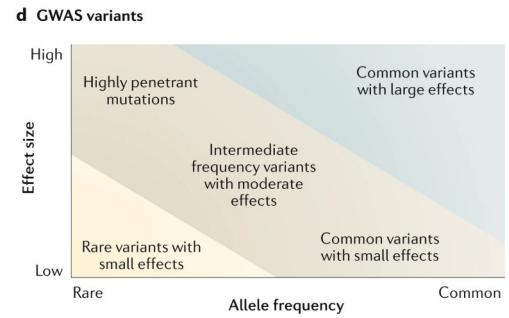 d GWAS variants
High
Highly penetrant
mutations
Common variants
with large effects
Intermediate
frequency variants
with moderate
effects
Effect size
Rare variants with
small effects
Common variants
with small effects
Low
Rare
Common
Allele frequency